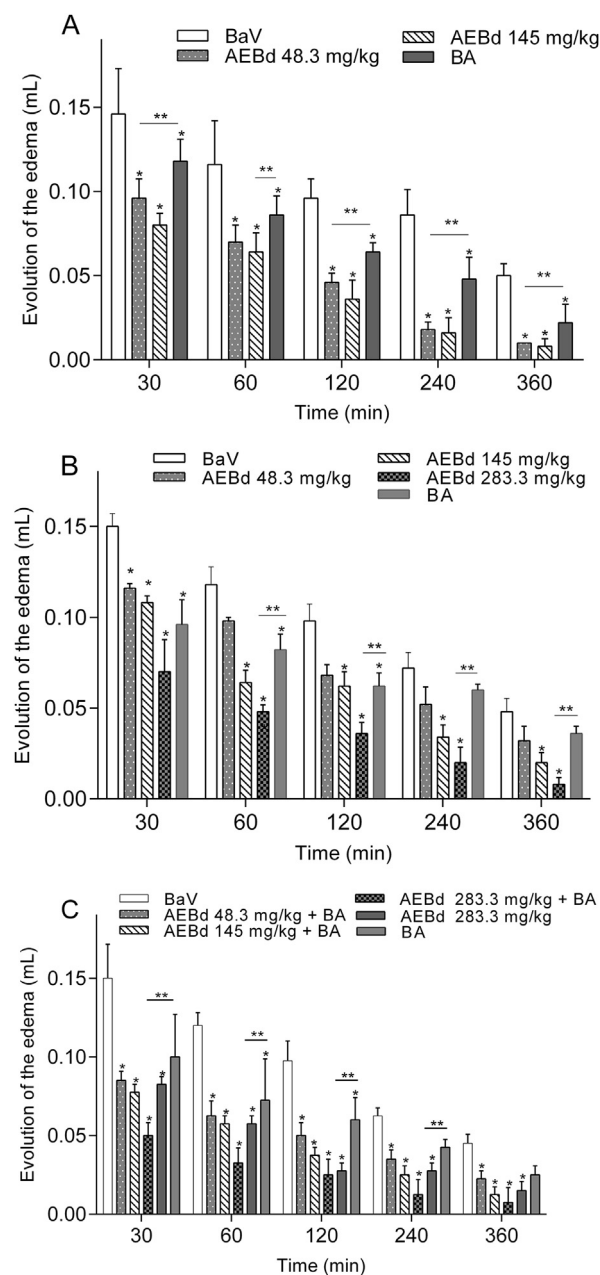 A
BaV
AEBd 48.3 mg/kg
AEBd 145 mg/kg
BA
Evolution of the edema (mL)
0.15
0.10
0.05
0.00
** ** ** ** **
* * * * * * * * * * * * * * *
30 60 120 240 360
Time (min)
B
BaV
AEBd 48.3 mg/kg
AEBd 145 mg/kg
AEBd 283.3 mg/kg
BA
Evolution of the edema (mL)
0.15
0.10
0.05
0.00
** ** ** **
* * * * * * * * * * * * * *
30 60 120 240 360
Time (min)
C
BaV
AEBd 48.3 mg/kg + BA
AEBd 145 mg/kg + BA
AEBd 283.3 mg/kg + BA
AEBd 283.3 mg/kg
BA
Evolution of the edema (mL)
0.15
0.10
0.05
0.00
** ** ** **
* * * * * * * * * * * * * * * * * * * * * *
30 60 120 240 360
Time (min)